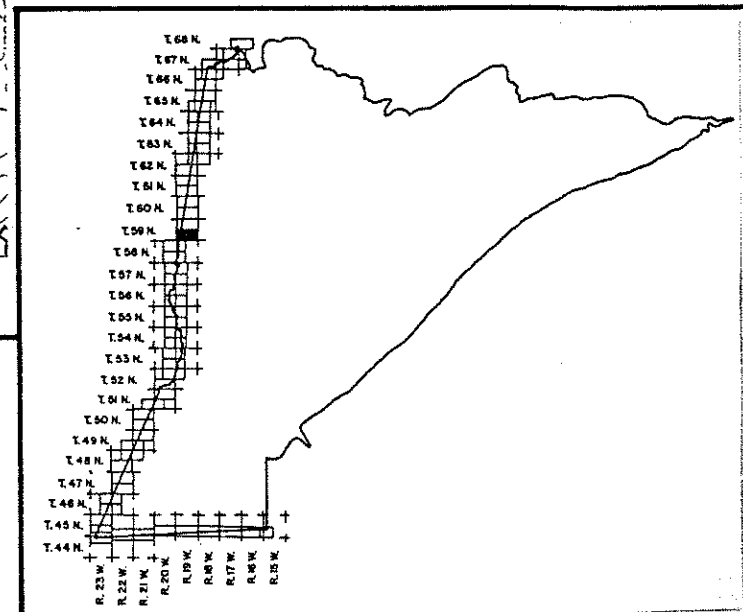 T. 68 N.
T. 67 N.
T. 66 N.
T. 65 N.
T. 64 N.
T. 63 N.
T. 62 N.
T. 61 N.
T. 60 N.
T. 59 N.
T. 58 N.
T. 57 N.
T. 56 N.
T. 55 N.
T. 54 N.
T. 53 N.
T. 52 N.
T. 51 N.
T. 50 N.
T. 49 N.
T. 48 N.
T. 47 N.
T. 46 N.
T. 45 N.
T. 44 N.
R. 23 W.
R. 22 W.
R. 21 W.
R. 20 W.
R. 19 W.
R. 18 W.
R. 17 W.
R. 16 W.
R. 15 W.